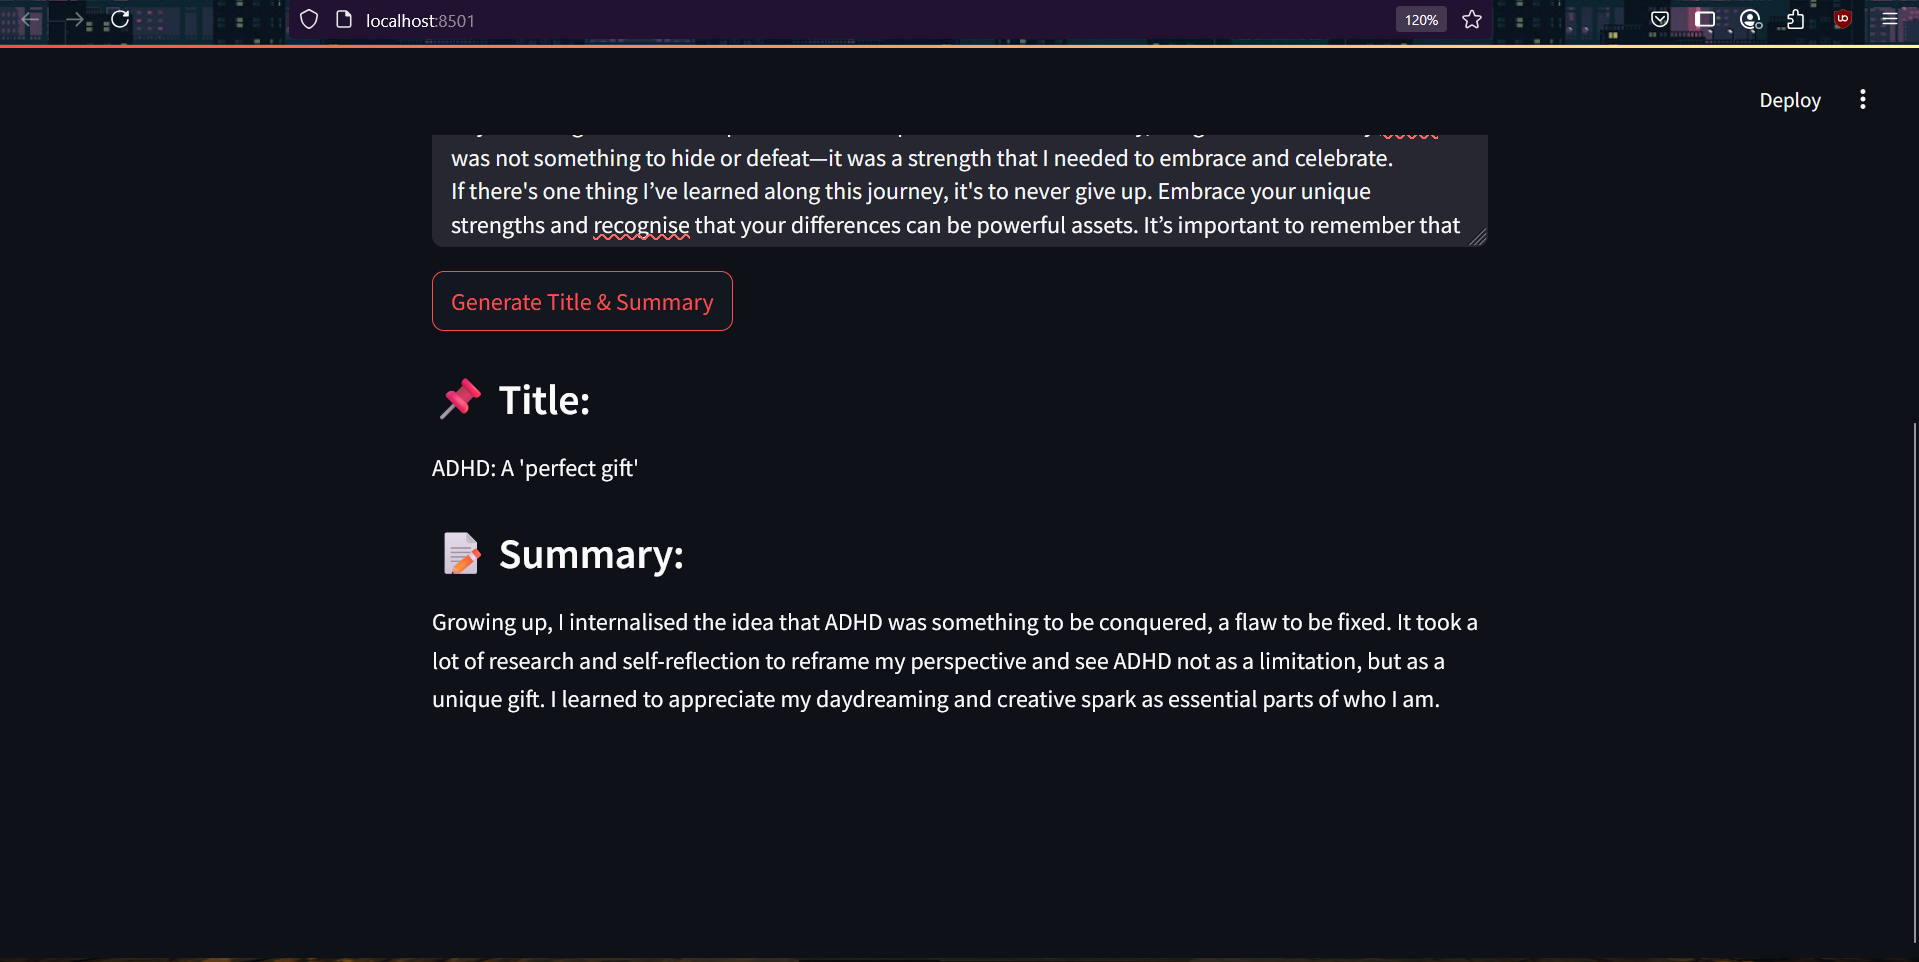 localhost:8501
120%
Deploy
was not something to hide or defeat—it was a strength that I needed to embrace and celebrate.
If there's one thing I’ve learned along this journey, it's to never give up. Embrace your unique
strengths and recognise that your differences can be powerful assets. It’s important to remember that
Generate Title & Summary
Title:
ADHD: A 'perfect gift'
Summary:
Growing up, I internalised the idea that ADHD was something to be conquered, a flaw to be fixed. It took a
lot of research and self-reflection to reframe my perspective and see ADHD not as a limitation, but as a
unique gift. I learned to appreciate my daydreaming and creative spark as essential parts of who I am.